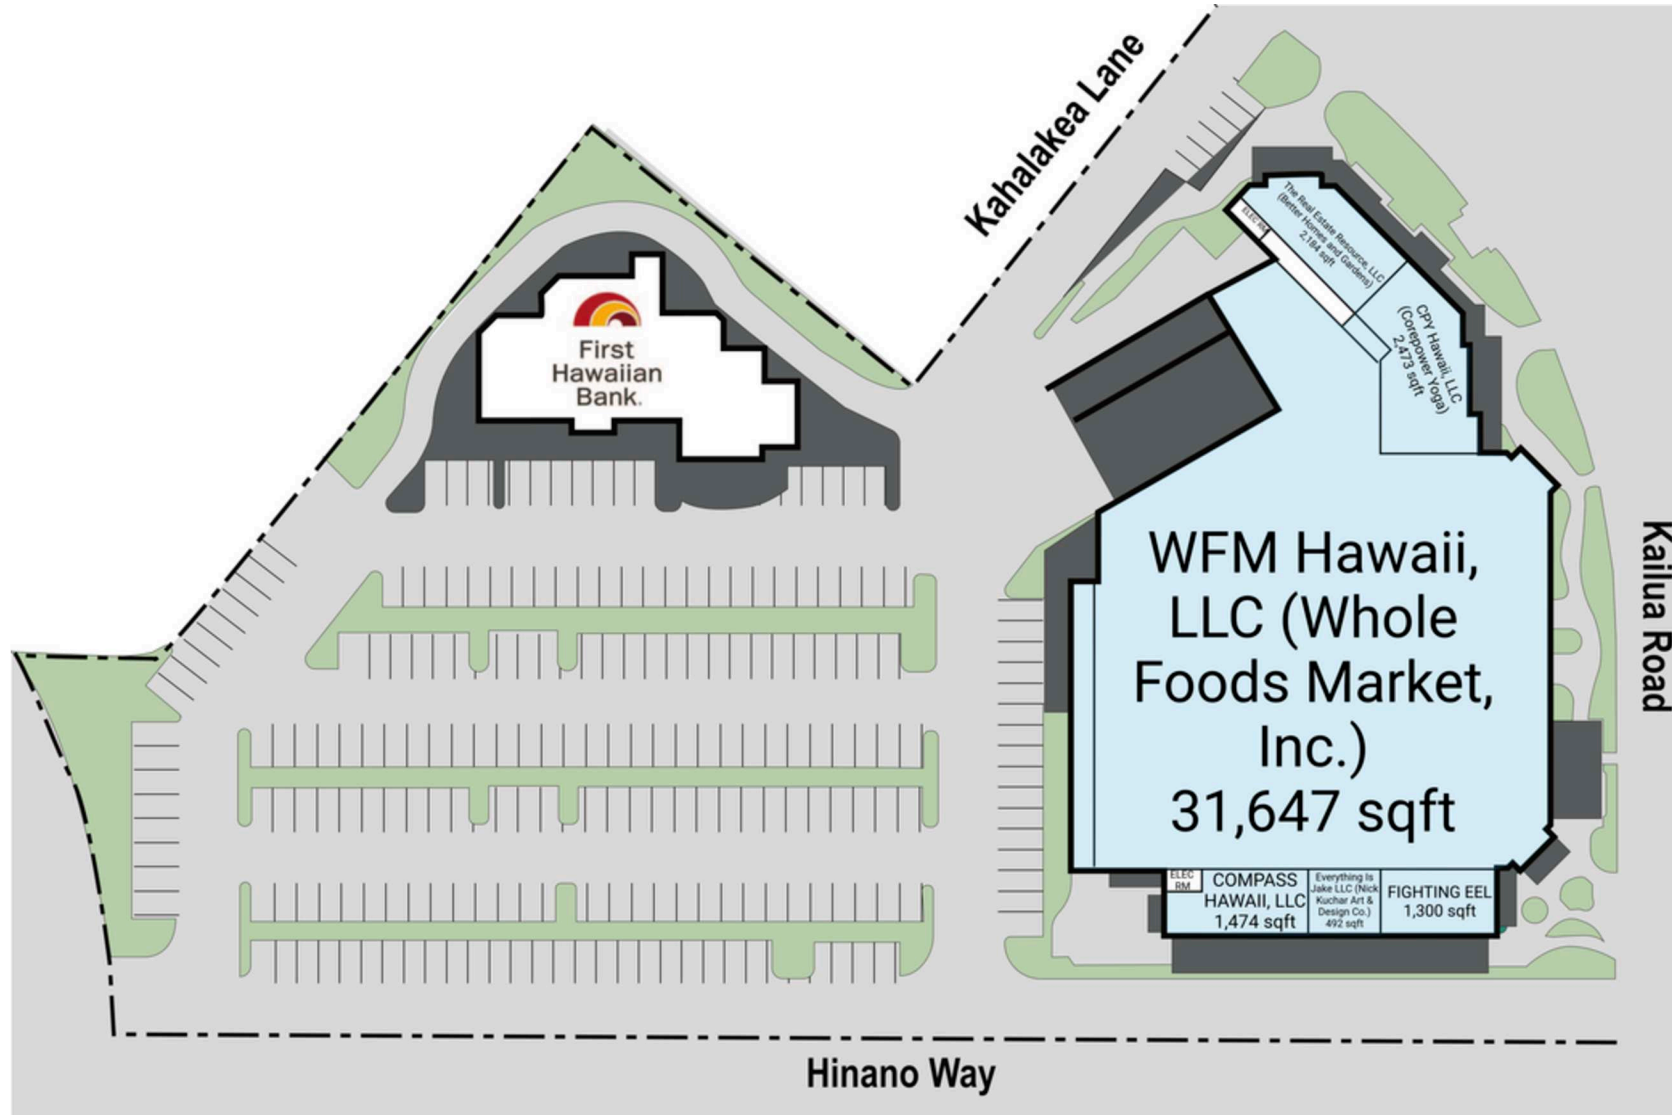 Kahalakea Lane
ELEC RM
The Real Estate Resource, LLC
(Better Homes and Gardens)
2,184 sqft
CPY Hawaii, LLC
(Corepower Yoga)
2,473 sqft
First
Hawaiian
Bank.
WFM Hawaii,
LLC (Whole
Foods Market,
Inc.)
31,647 sqft
Kailua Road
ELEC
RM
COMPASS
HAWAII, LLC
1,474 sqft
Everything Is
Jake LLC (Nick
Kuchar Art &
Design Co.)
492 sqft
FIGHTING EEL
1,300 sqft
Hinano Way